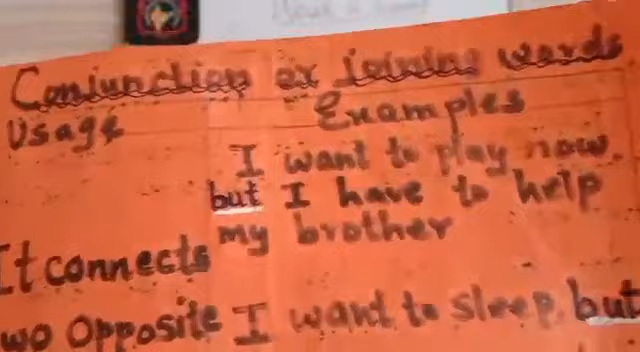 Conjunction or joining words
Usage Examples
I want to play now
but I have to help
my brother
It connects
wo opposite I want to sleep, but